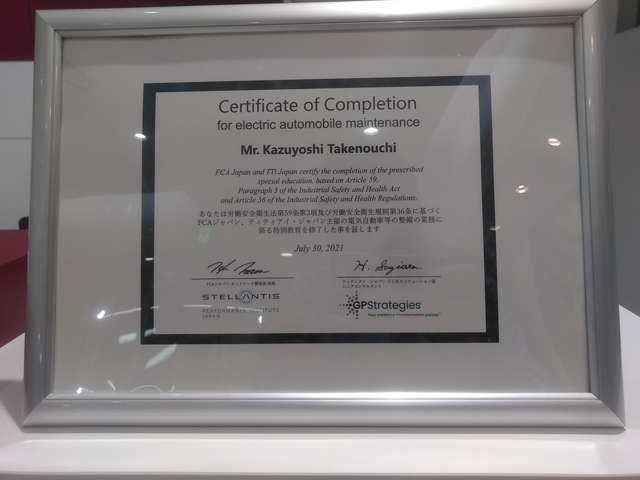 Certificate of Completion
for electric automobile maintenance
Mr. Kazuyoshi Takenouchi
FCA Japan and TTi Japan certify the completion of the prescribed
special education, based on Article 59,
Paragraph 3 of the Industrial Safety and Health Act
and Article 36 of the Industrial Safety and Health Regulations.
あなたは労働安全衛生法第59条第3項及び労働安全衛生規則第36条に基づく
FCAジャパン、ティティアイ・ジャパン主催の電気自動車等の整備の業務に
係る特別教育を修了した事を証します
July 30, 2021
STELLANTIS
PERFORMANCE INSTITUTE
JAPAN
GPStrategies